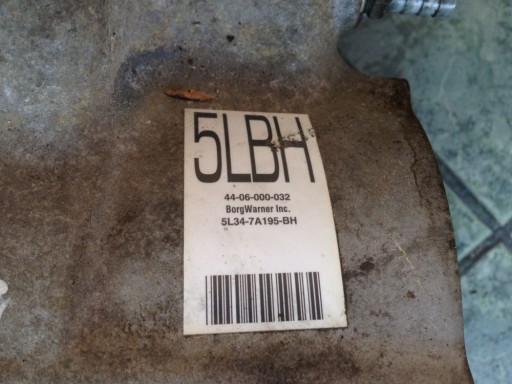 5LBH
44-06-000-032
BorgWarner Inc.
5L34-7A195-BH